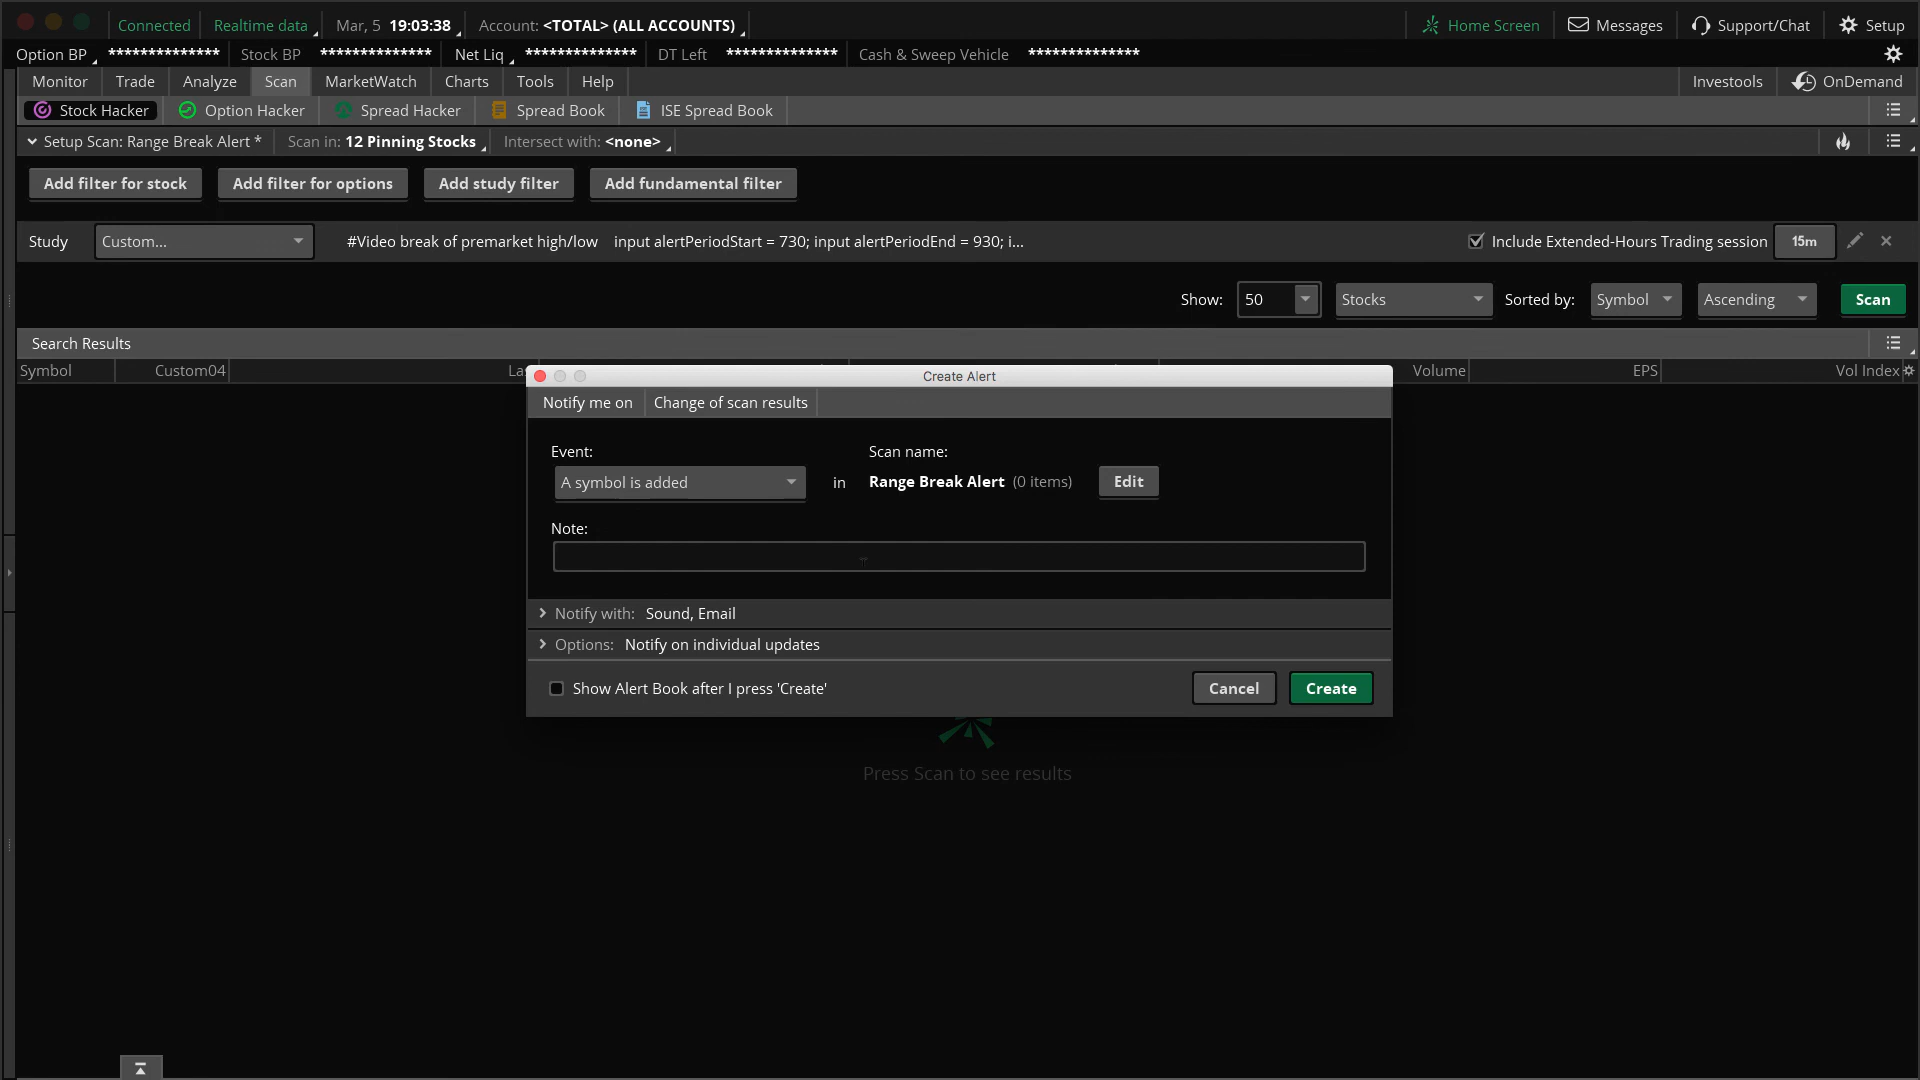 Connected Realtime data Mar, 5 19:03:38 Account: <TOTAL> (ALL ACCOUNTS) Home Screen Messages Support/Chat Setup
Option BP ************** Stock BP ************** Net Liq ************** DT Left ************** Cash & Sweep Vehicle **************
Monitor Trade Analyze Scan MarketWatch Charts Tools Help Investools OnDemand
Stock Hacker Option Hacker Spread Hacker Spread Book ISE Spread Book
Setup Scan: Range Break Alert * Scan in: 12 Pinning Stocks Intersect with: <none>
Add filter for stock Add filter for options Add study filter Add fundamental filter
Study Custom... #Video break of premarket high/low input alertPeriodStart = 730; input alertPeriodEnd = 930; i... Include Extended-Hours Trading session 15m
Show: 50 Stocks Sorted by: Symbol Ascending Scan
Search Results
Symbol Custom04 Volume EPS Vol Index
Create Alert
Notify me on Change of scan results
Event: Scan name:
A symbol is added in Range Break Alert (0 items) Edit
Note:
Notify with: Sound, Email
Options: Notify on individual updates
Show Alert Book after I press 'Create' Cancel Create
Press Scan to see results